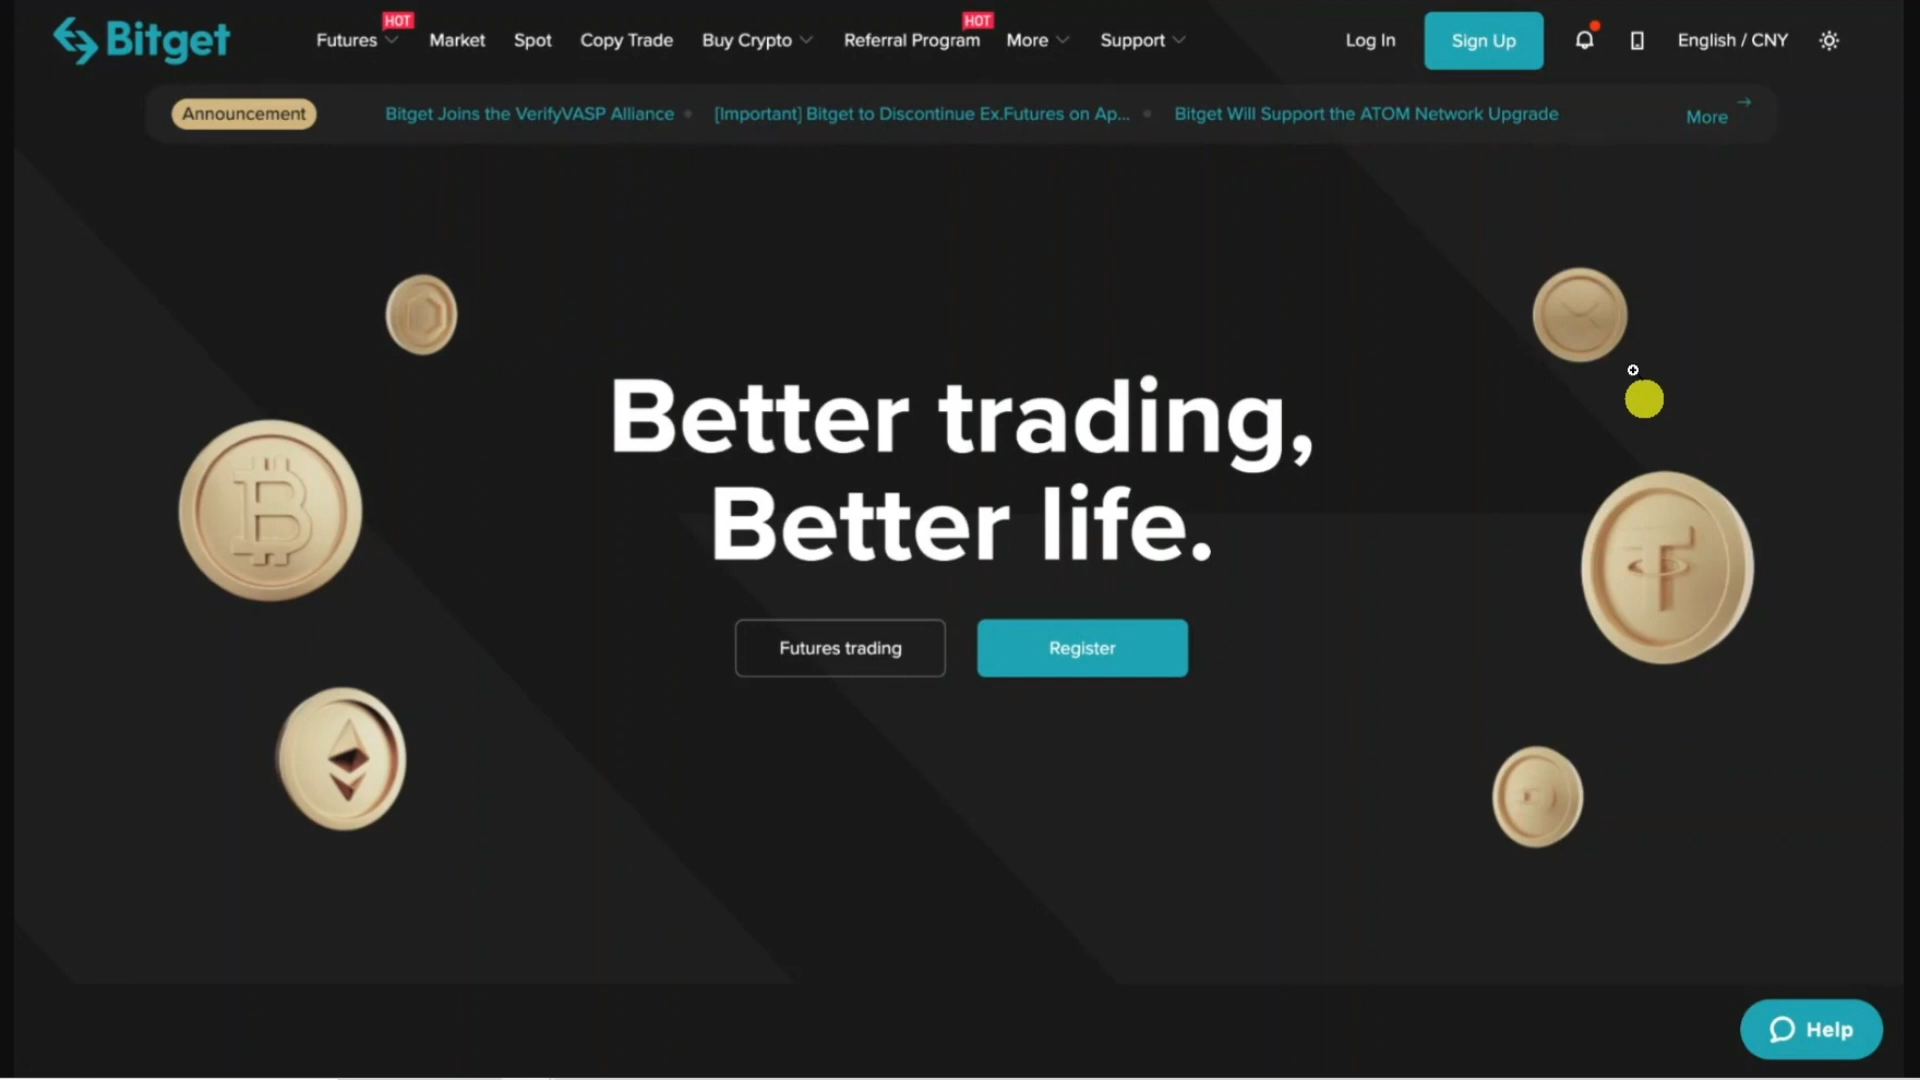 Bitget
Futures HOT Market Spot Copy Trade Buy Crypto Referral Program HOT More Support Log In Sign Up English / CNY
Announcement Bitget Joins the VerifyVASP Alliance [Important] Bitget to Discontinue Ex.Futures on Ap... Bitget Will Support the ATOM Network Upgrade More
Better trading,
Better life.
Futures trading Register
Help